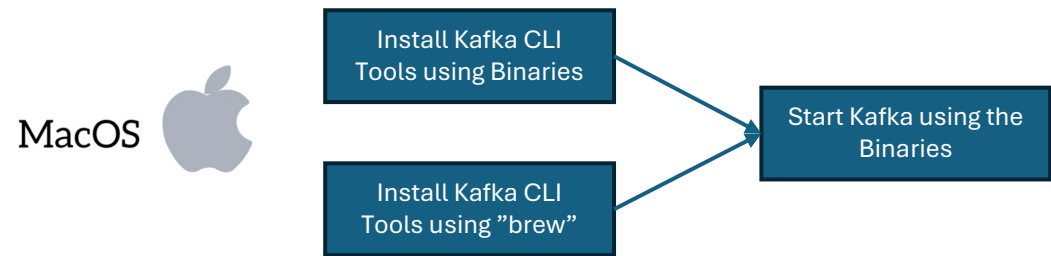 MacOS
Install Kafka CLI
Tools using Binaries
Install Kafka CLI
Tools using ”brew”
Start Kafka using the
Binaries